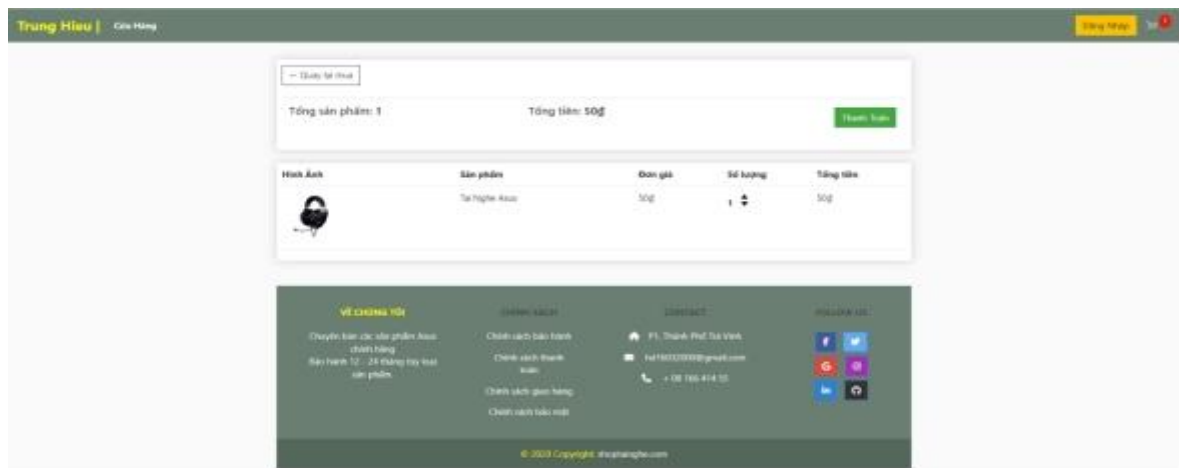 Trung Hieu | Cửa Hàng Đăng Nhập
← Quay lại mua
Tổng sản phẩm: 1 Tổng tiền: 50₫ Thanh Toán
Hình Ảnh Sản phẩm Đơn giá Số lượng Tổng tiền
Tai Nghe Asus 50₫ 1 50₫
VỀ CHÚNG TÔI CHÍNH SÁCH CONTACT FOLLOW US
Chuyên bán các sản phẩm Asus
chính hãng
Bảo hành 12 - 24 tháng tùy loại
sản phẩm
Chính sách bảo hành
Chính sách thanh
toán
Chính sách giao hàng
Chính sách bảo mật
P1, Thành Phố Trà Vinh
© 2023 Copyright: shoptainghe.com